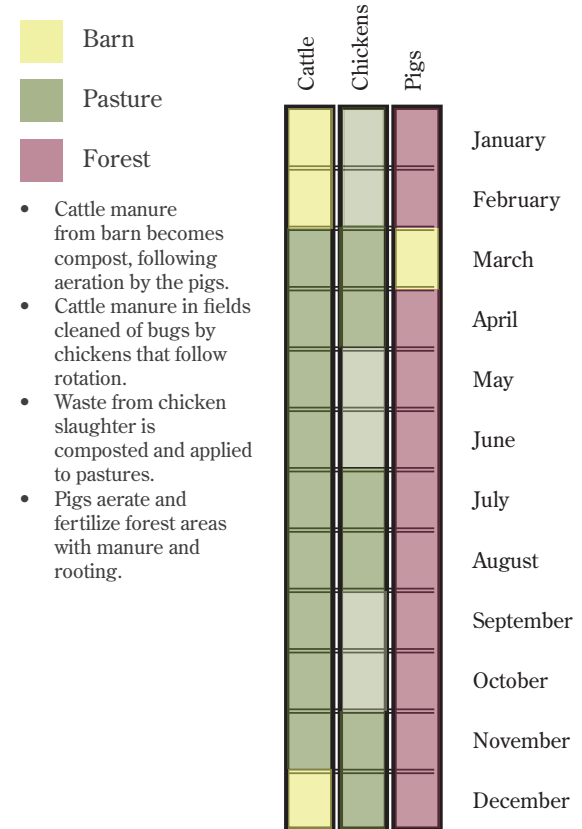 Barn
Pasture
Forest
• Cattle manure
from barn becomes
compost, following
aeration by the pigs.
• Cattle manure in fields
cleaned of bugs by
chickens that follow
rotation.
• Waste from chicken
slaughter is
composted and applied
to pastures.
• Pigs aerate and
fertilize forest areas
with manure and
rooting.
Cattle
Chickens
Pigs
January
February
March
April
May
June
July
August
September
October
November
December